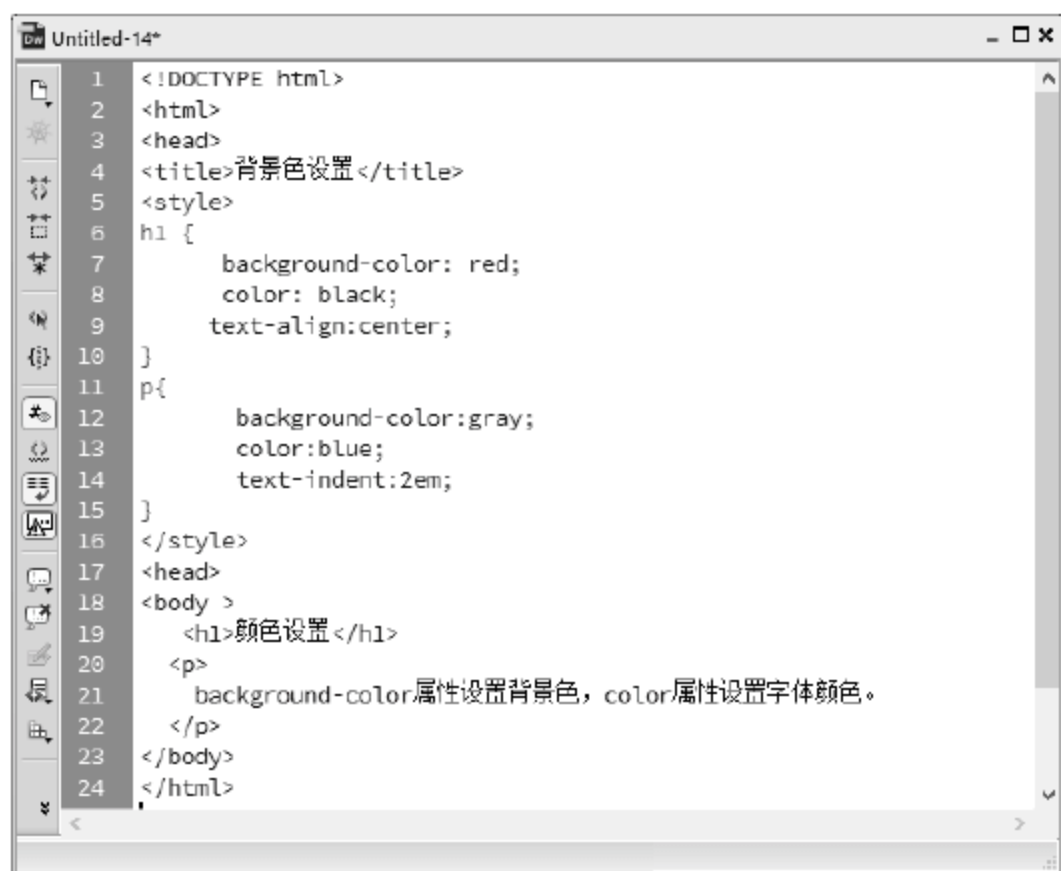 Untitled-14*
1 <!DOCTYPE html>
2 <html>
3 <head>
4 <title>背景色设置</title>
5 <style>
6 h1 {
7 background-color: red;
8 color: black;
9 text-align:center;
10 }
11 p{
12 background-color:gray;
13 color:blue;
14 text-indent:2em;
15 }
16 </style>
17 <head>
18 <body >
19 <h1>颜色设置</h1>
20 <p>
21 background-color属性设置背景色，color属性设置字体颜色。
22 </p>
23 </body>
24 </html>